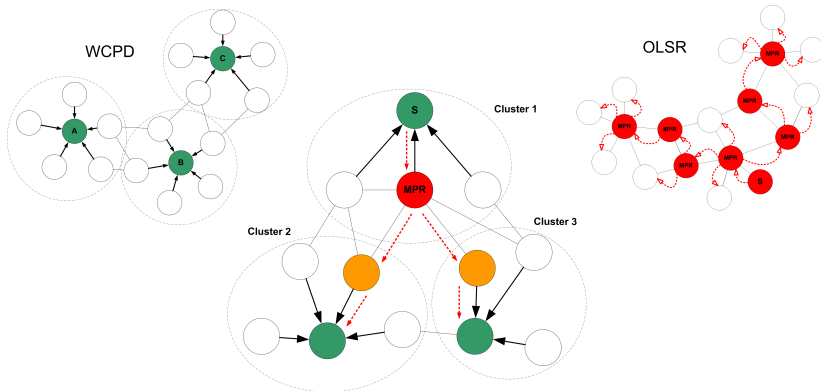 WCPD
C
A
B
S
Cluster 1
MPR
Cluster 2
Cluster 3
OLSR
MPR
MPR
MPR
MPR
MPR
MPR
MPR
S